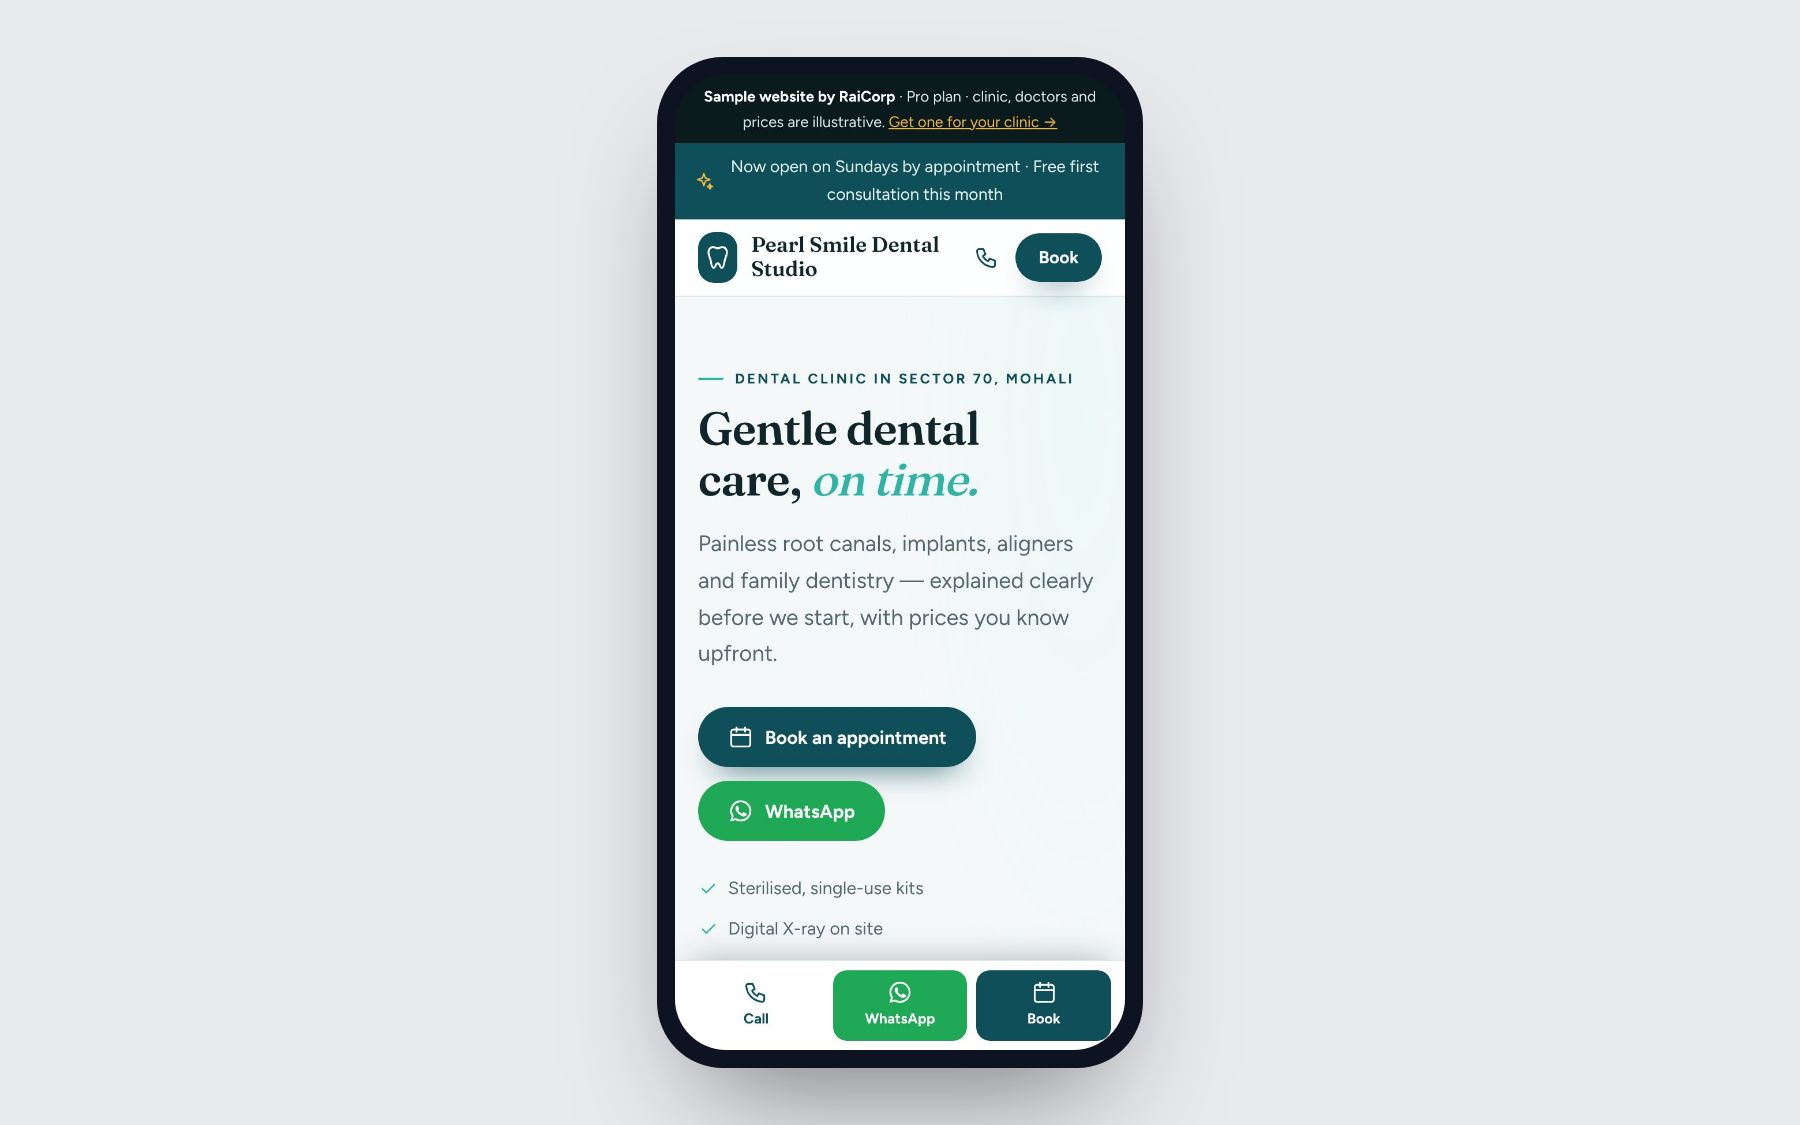 Sample website by RaiCorp · Pro plan · clinic, doctors and
prices are illustrative. Get one for your clinic →
Now open on Sundays by appointment · Free first
consultation this month
Pearl Smile Dental
Studio
Book
DENTAL CLINIC IN SECTOR 70, MOHALI
Gentle dental
care, on time.
Painless root canals, implants, aligners
and family dentistry — explained clearly
before we start, with prices you know
upfront.
Book an appointment
WhatsApp
Sterilised, single-use kits
Digital X-ray on site
Call
WhatsApp
Book